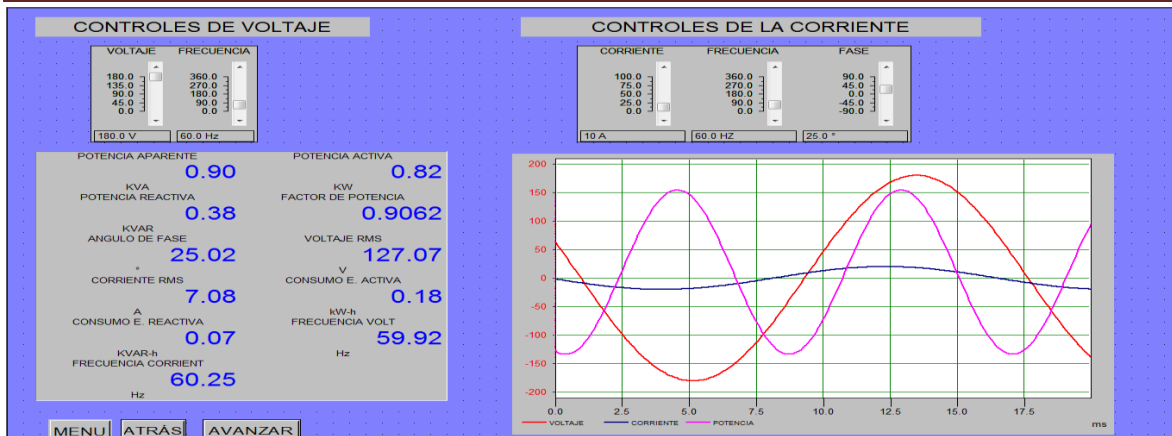 CONTROLES DE VOLTAJE
VOLTAJE FRECUENCIA
180.0 360.0
135.0 270.0
90.0 180.0
45.0 90.0
0.0 0.0
180.0 V 60.0 Hz
CONTROLES DE LA CORRIENTE
CORRIENTE FRECUENCIA FASE
100.0 360.0 90.0
75.0 270.0 45.0
50.0 180.0 0.0
25.0 90.0 -45.0
0.0 0.0 -90.0
10 A 60.0 HZ 25.0 °
POTENCIA APARENTE POTENCIA ACTIVA
0.90 0.82
KVA KW
POTENCIA REACTIVA FACTOR DE POTENCIA
0.38 0.9062
KVAR
ANGULO DE FASE VOLTAJE RMS
25.02 127.07
° V
CORRIENTE RMS CONSUMO E. ACTIVA
7.08 0.18
A kW-h
CONSUMO E. REACTIVA FRECUENCIA VOLT
0.07 59.92
KVAR-h Hz
FRECUENCIA CORRIENT
60.25
Hz
200
150
100
50
0
-50
-100
-150
-200
0.0 2.5 5.0 7.5 10.0 12.5 15.0 17.5
ms
VOLTAJE CORRIENTE POTENCIA
MENU ATRÁS AVANZAR